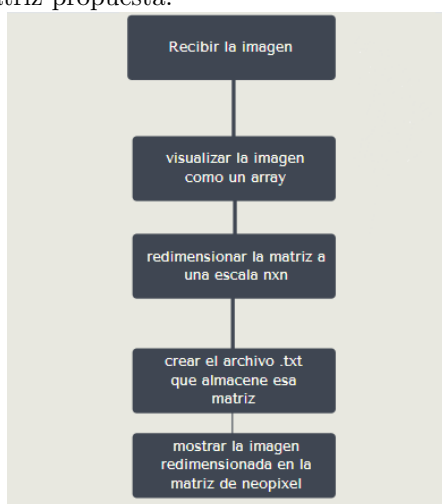 matriz propuesta.
Recibir la imagen
visualizar la imagen
como un array
redimensionar la matriz a
una escala nxn
crear el archivo .txt
que almacene esa
matriz
mostrar la imagen
redimensionada en la
matriz de neopixel